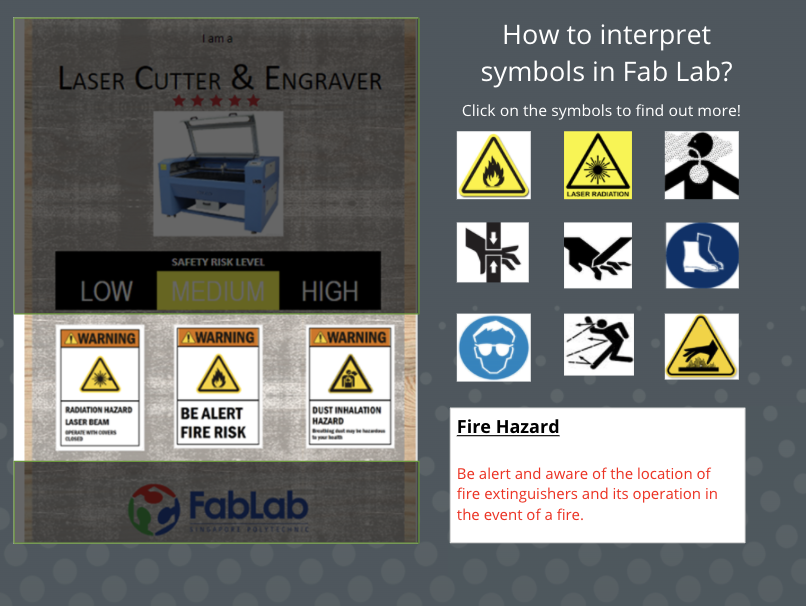 I am a
LASER CUTTER & ENGRAVER
SAFETY RISK LEVEL
LOW MEDIUM HIGH
WARNING
RADIATION HAZARD
LASER BEAM
OPERATE WITH COVERS
CLOSED
WARNING
BE ALERT
FIRE RISK
WARNING
DUST INHALATION
HAZARD
Breathing dust may be hazardous
to your health
FabLab
SINGAPORE POLYTECHNIC
How to interpret
symbols in Fab Lab?
Click on the symbols to find out more!
LASER RADIATION
Fire Hazard
Be alert and aware of the location of
fire extinguishers and its operation in
the event of a fire.